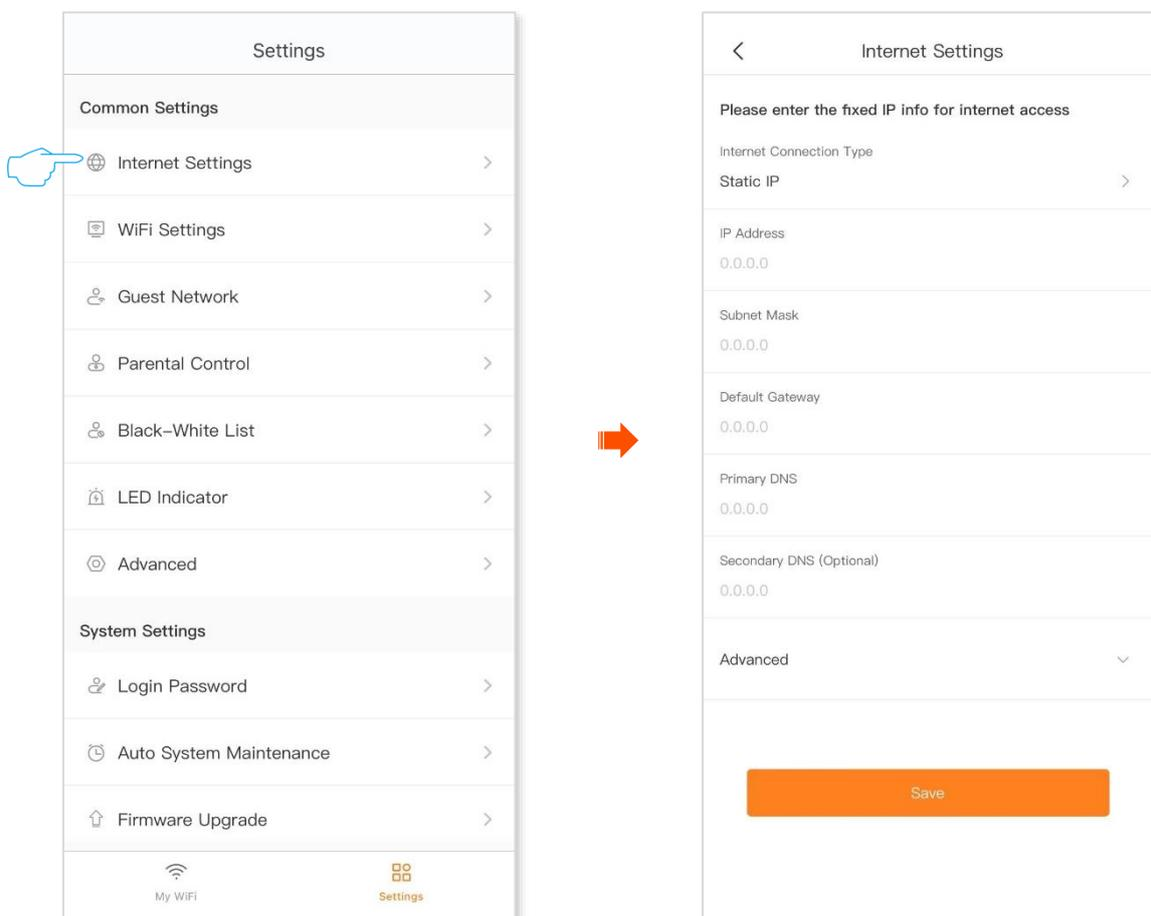 Settings
Common Settings
Internet Settings
WiFi Settings
Guest Network
Parental Control
Black-White List
LED Indicator
Advanced
System Settings
Login Password
Auto System Maintenance
Firmware Upgrade
My WiFi
Settings
Internet Settings
Please enter the fixed IP info for internet access
Internet Connection Type
Static IP
IP Address
0.0.0.0
Subnet Mask
0.0.0.0
Default Gateway
0.0.0.0
Primary DNS
0.0.0.0
Secondary DNS (Optional)
0.0.0.0
Advanced
Save